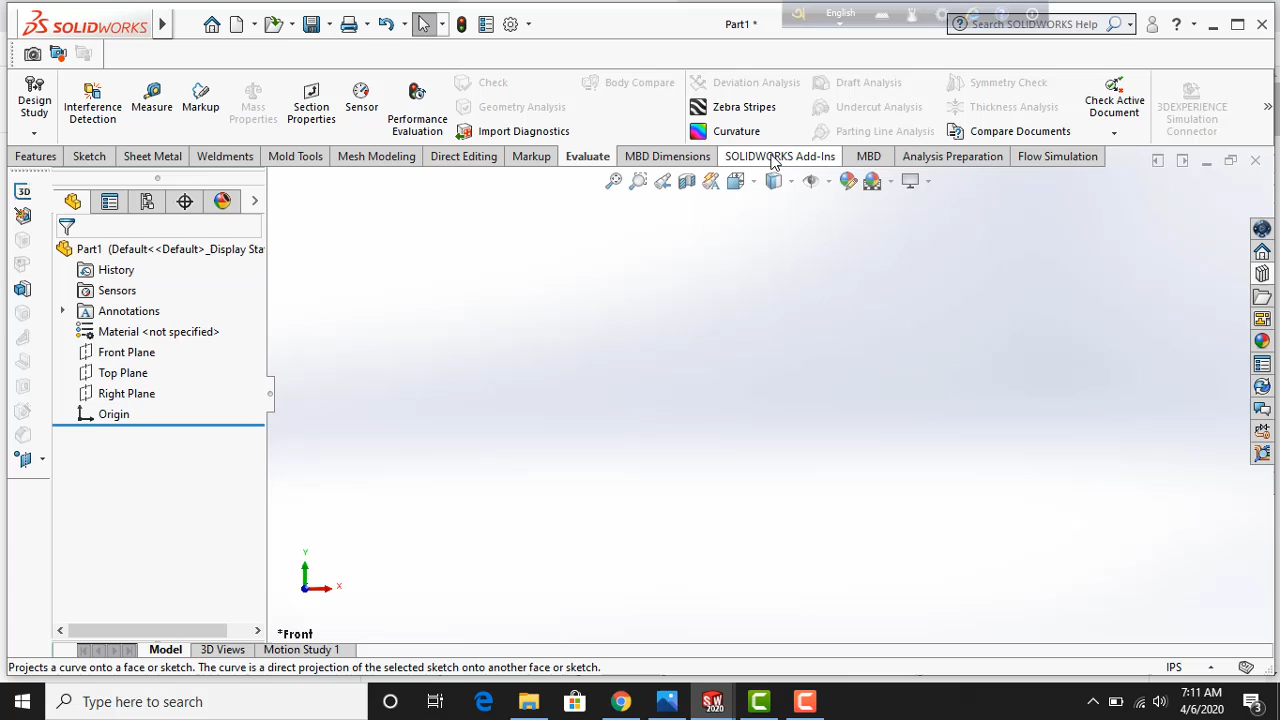 SOLIDWORKS
Part1 *
English
Search SOLIDWORKS Help
?
Design Study
Interference Detection
Measure
Markup
Mass Properties
Section Properties
Sensor
Performance Evaluation
Check
Geometry Analysis
Import Diagnostics
Body Compare
Deviation Analysis
Zebra Stripes
Curvature
Draft Analysis
Undercut Analysis
Parting Line Analysis
Symmetry Check
Thickness Analysis
Compare Documents
Check Active Document
3DEXPERIENCE Simulation Connector
Features Sketch Sheet Metal Weldments Mold Tools Mesh Modeling Direct Editing Markup Evaluate MBD Dimensions SOLIDWORKS Add-Ins MBD Analysis Preparation Flow Simulation
3D
Part1 (Default<<Default>_Display Sta
History
Sensors
Annotations
Material <not specified>
Front Plane
Top Plane
Right Plane
Origin
Y
X
*Front
Model 3D Views Motion Study 1
Projects a curve onto a face or sketch. The curve is a direct projection of the selected sketch onto another face or sketch.
IPS
Type here to search
SW
2020
7:11 AM
4/6/2020
3